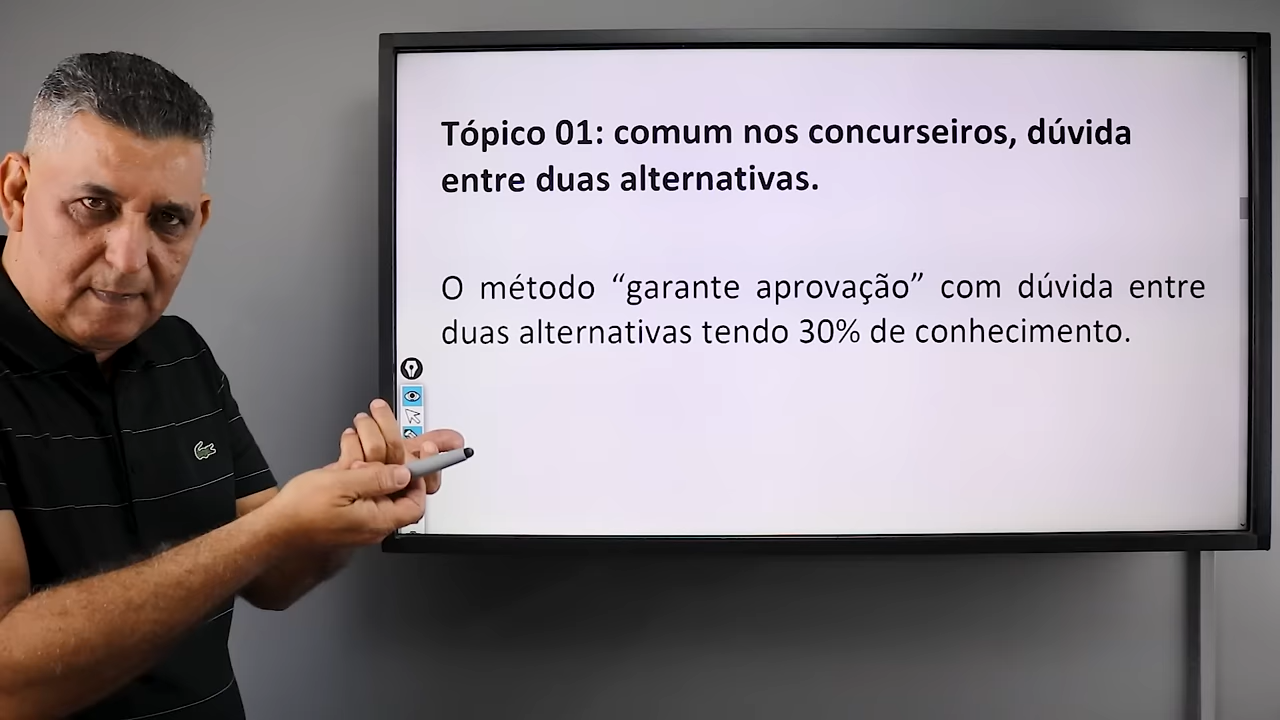 Tópico 01: comum nos concurseiros, dúvida
entre duas alternativas.
O método “garante aprovação” com dúvida entre
duas alternativas tendo 30% de conhecimento.